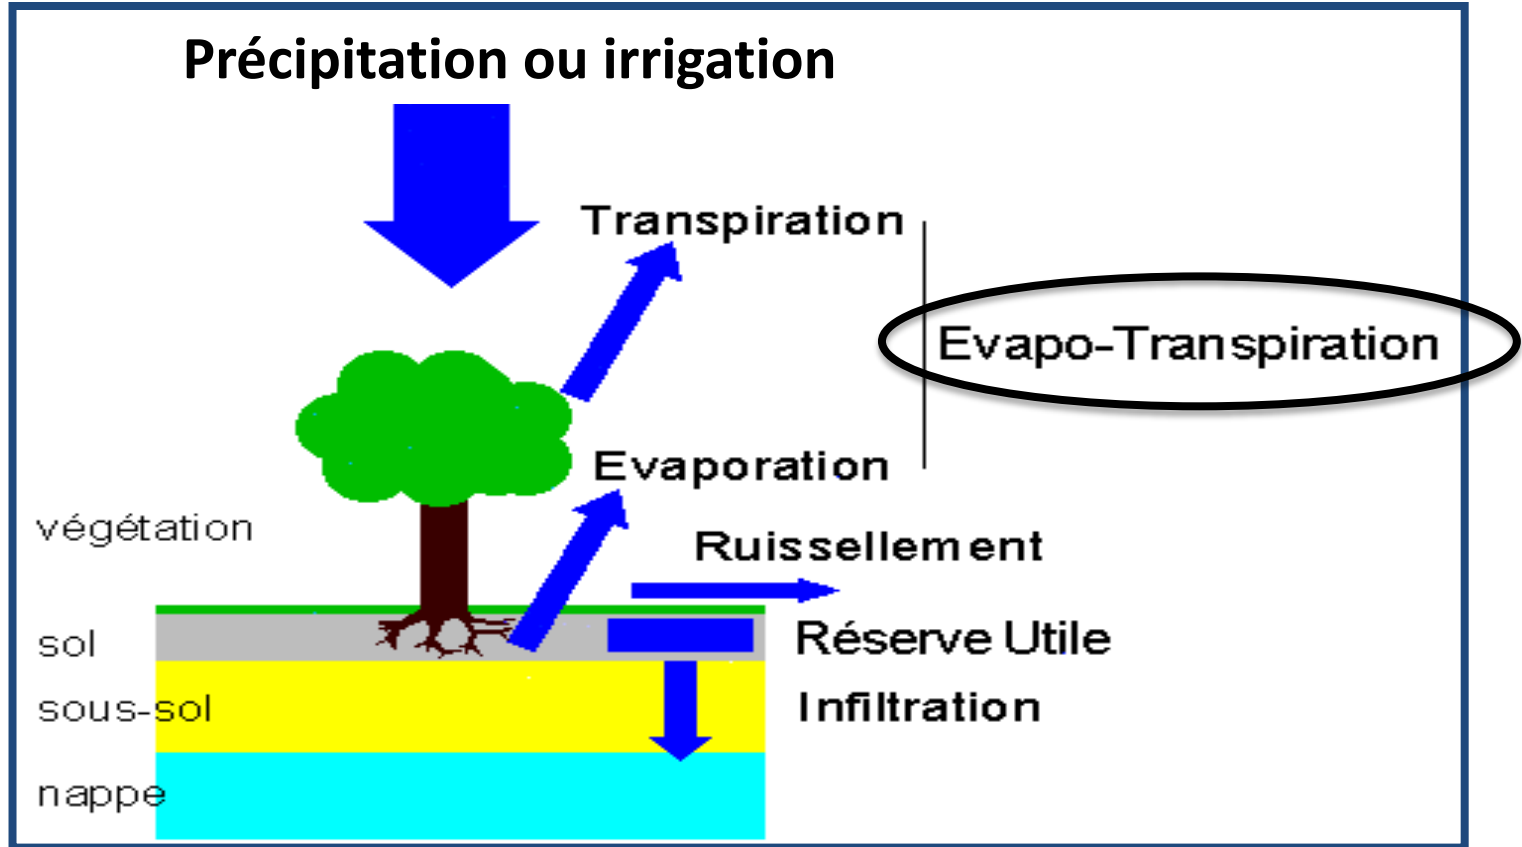 Précipitation ou irrigation
Transpiration
Evapo-Transpiration
Evaporation
végétation
Ruissellement
sol
Réserve Utile
sous-sol
Infiltration
nappe